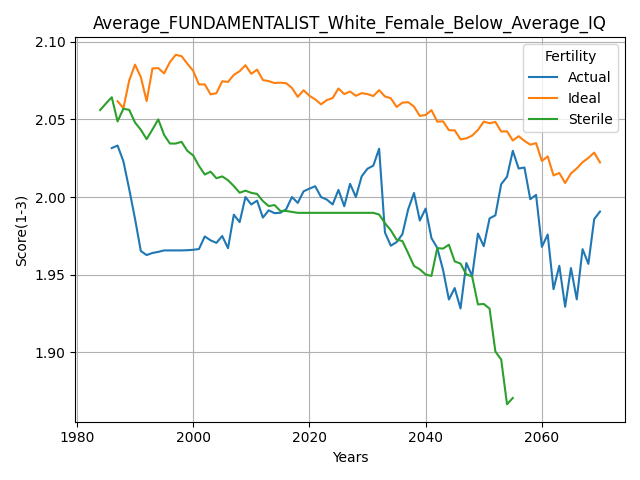 Average_FUNDAMENTALIST_White_Female_Below_Average_IQ
2.10
2.05
2.00
1.95
1.90
Score(1-3)
Fertility
Actual
Ideal
Sterile
1980
2000
2020
2040
2060
Years